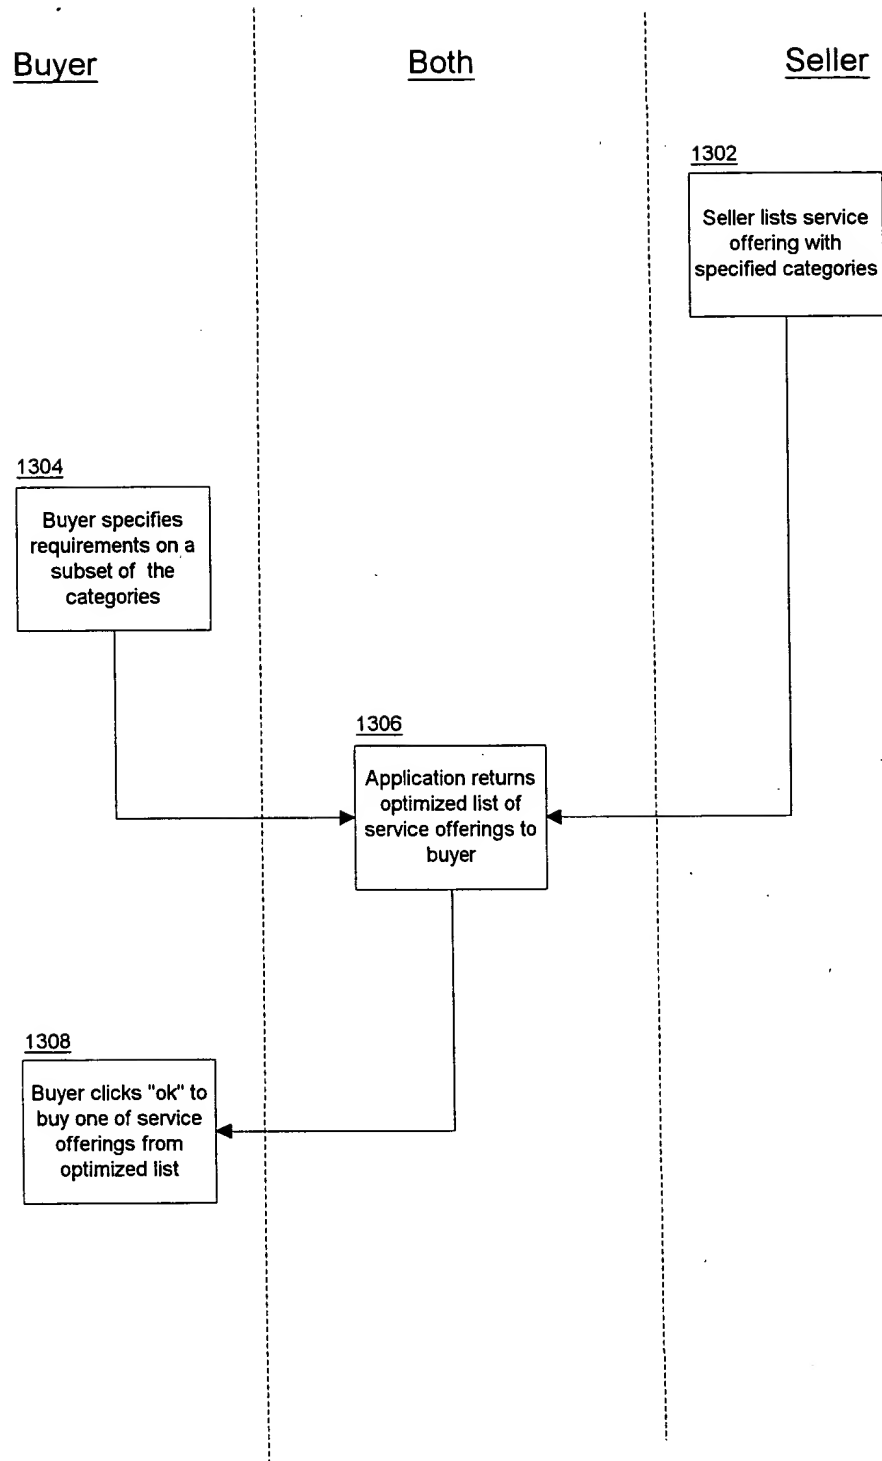 Buyer
Both
Seller
1302
Seller lists service
offering with
specified categories
1304
Buyer specifies
requirements on a
subset of the
categories
1306
Application returns
optimized list of
service offerings to
buyer
1308
Buyer clicks "ok" to
buy one of service
offerings from
optimized list